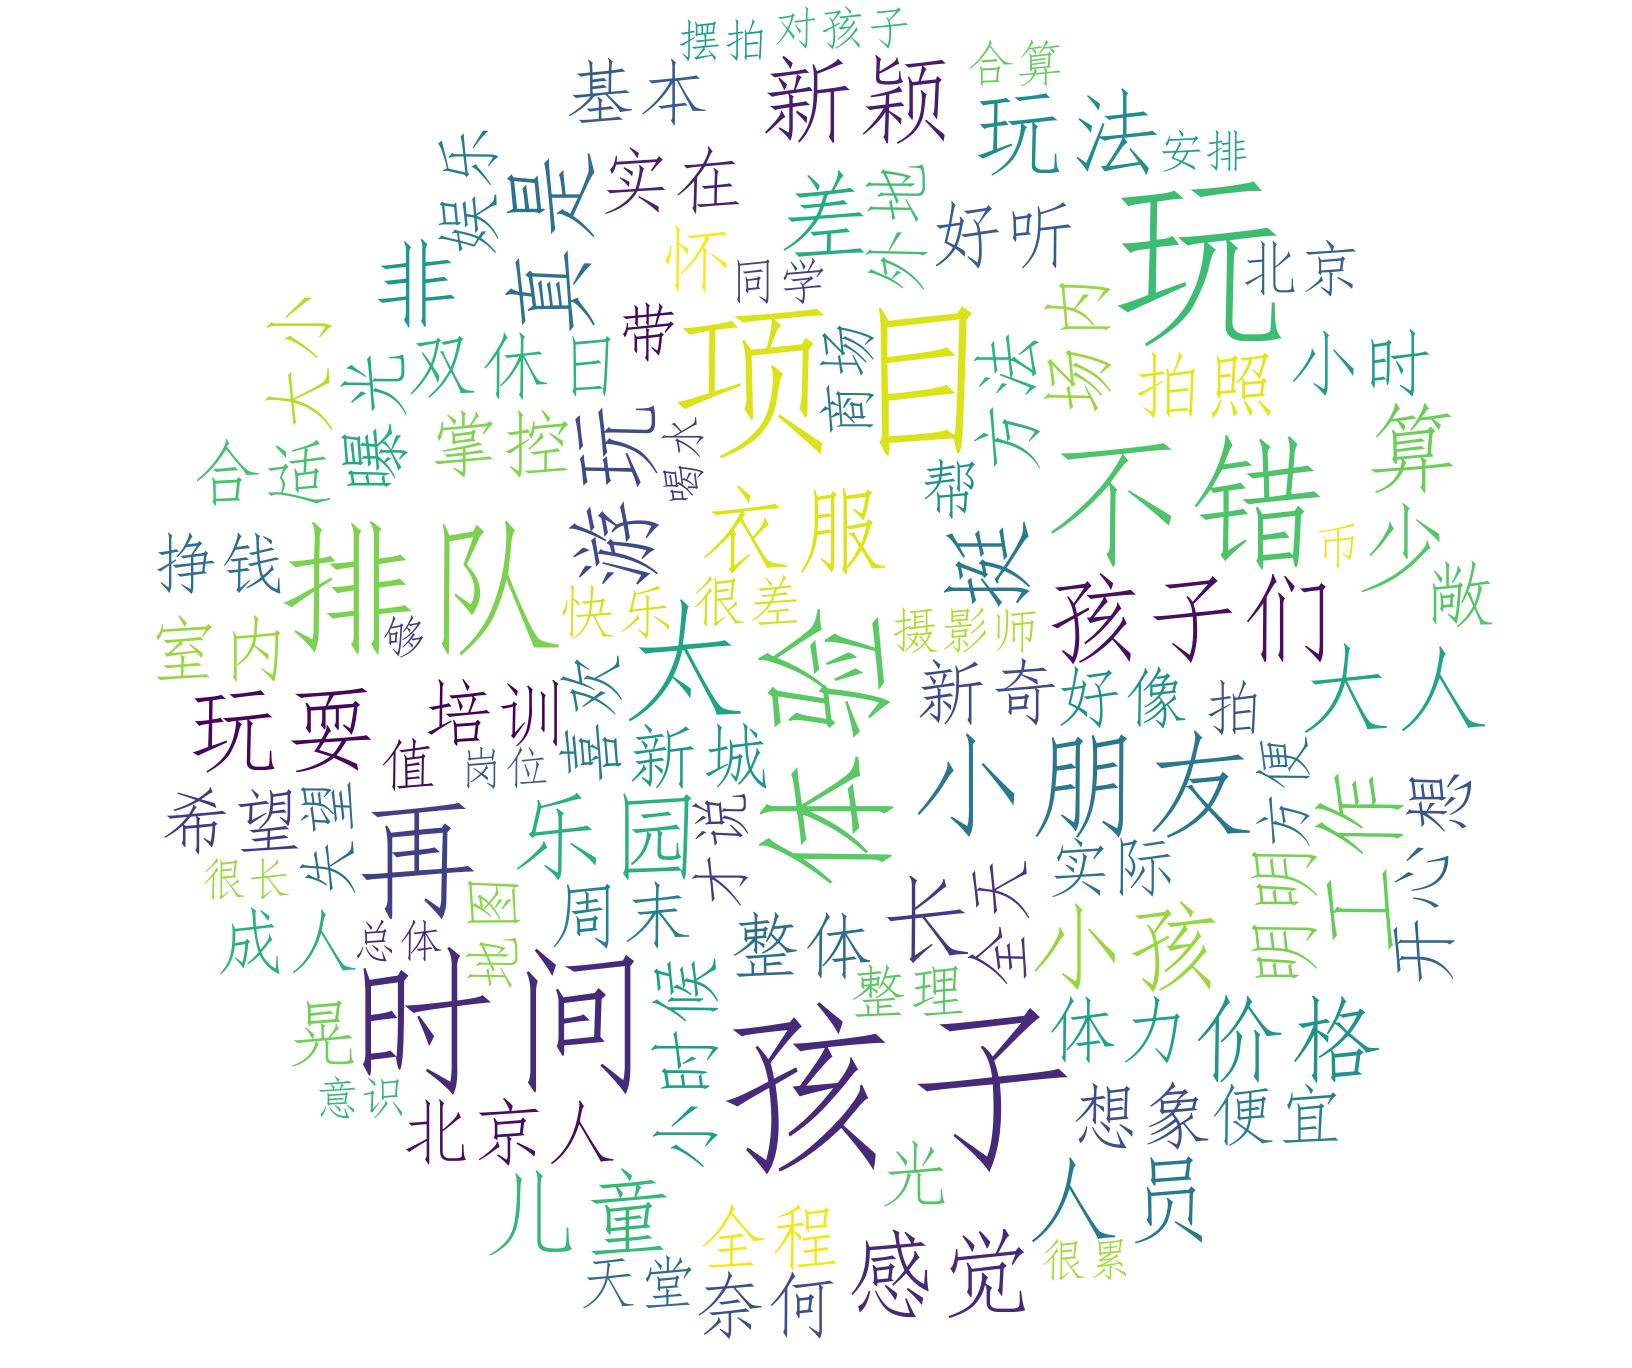 摆拍
对孩子
合算
基本
新颖
玩法
安排
娱乐
真是
实在
差
外地
好听
玩
北京
非
怀
同学
带
项目
商场
方法
场内
拍照
小时
大小
曝光
双休日
合适
掌控
游玩
喝水
衣服
帮
挺
不错
算
少
币
敞
挣钱
排队
够
快乐
很差
太
体验
摄影师
孩子们
大人
室内
玩耍
培训
值
岗位
喜欢
新城
新奇
好像
拍
小朋友
方便
工作
想
希望
失望
再
乐园
才说
很长
成人
总体
地图
周末
整体
长
全天
实际
小孩
明明
开心
时间
小时候
整理
孩子
体力
价格
晃
意识
北京人
想象
便宜
儿童
光
人员
全程
感觉
很累
天堂
奈何